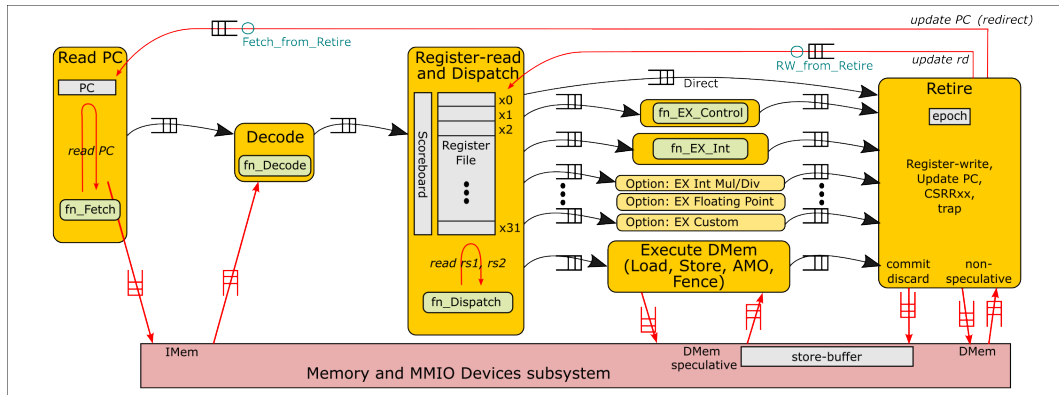 update PC (redirect)
Fetch_from_Retire
update rd
RW_from_Retire
Read PC
PC
read PC
fn_Fetch
Decode
fn_Decode
Register-read
and Dispatch
Scoreboard
Register
File
x0
x1
x2
x31
read rs1, rs2
fn_Dispatch
Direct
fn_EX_Control
fn_EX_Int
Option: EX Int Mul/Div
Option: EX Floating Point
Option: EX Custom
Execute DMem
(Load, Store, AMO,
Fence)
Retire
epoch
Register-write,
Update PC,
CSRRxx,
trap
commit
discard
non-
speculative
IMem
DMem
speculative
store-buffer
DMem
Memory and MMIO Devices subsystem